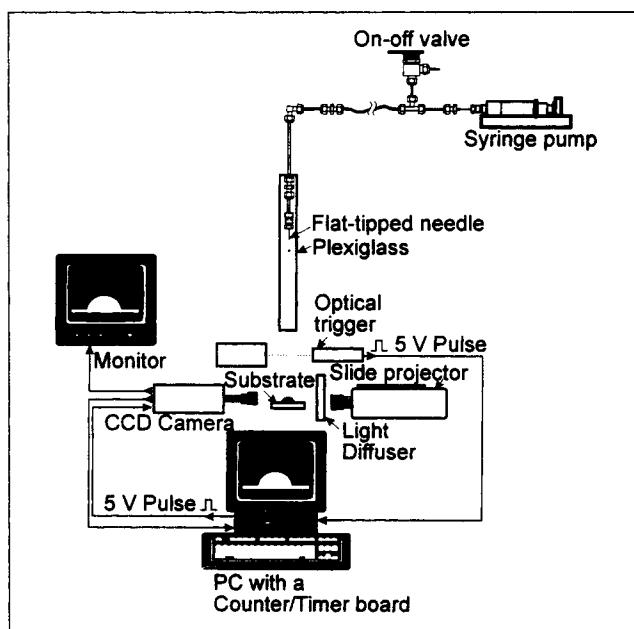 On-off valve
Syringe pump
Flat-tipped needle
Plexiglass
Optical
trigger
5 V Pulse
Monitor
Substrate
Slide projector
CCD Camera
Light
Diffuser
5 V Pulse
PC with a
Counter/Timer board